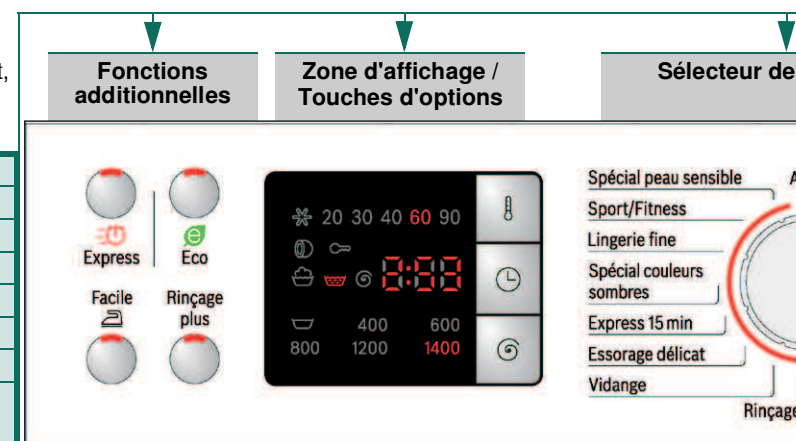 t,
Fonctions
additionnelles
Zone d'affichage /
Touches d'options
Sélecteur de
Express
Eco
Facile
Rinçage
plus
20 30 40 60 90
2:53
400 600
800 1200 1400
Spécial peau sensible
Sport/Fitness
Lingerie fine
Spécial couleurs
sombres
Express 15 min
Essorage délicat
Vidange
A
Rinçage